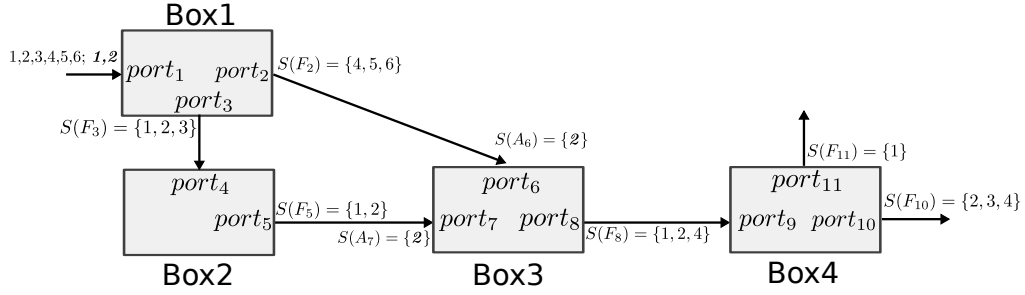 Box1
1,2,3,4,5,6; 1,2
port₁
port₂
port₃
S(F₂) = {4, 5, 6}
S(F₃) = {1, 2, 3}
S(A₆) = {2}
port₄
port₅
S(F₅) = {1, 2}
S(A₇) = {2}
port₆
port₇
port₈
S(F₈) = {1, 2, 4}
S(F₁₁) = {1}
port₁₁
port₉
port₁₀
S(F₁₀) = {2, 3, 4}
Box2
Box3
Box4